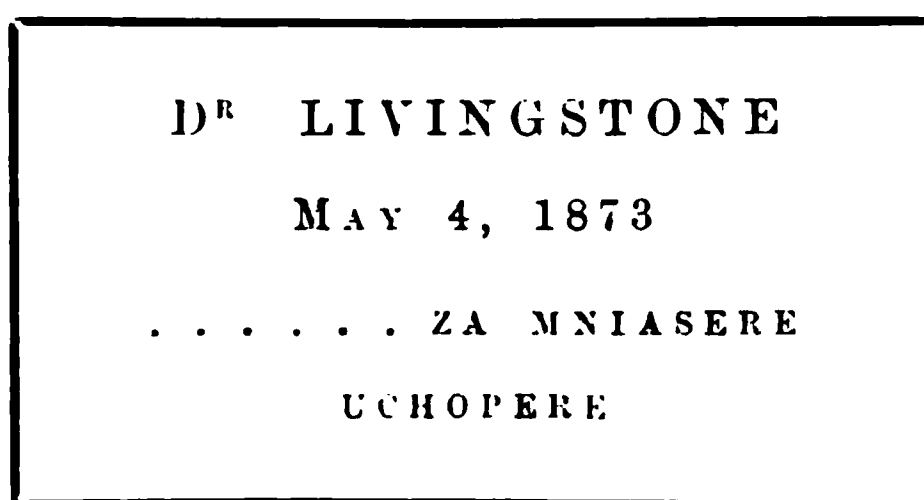 Dᴿ LIVINGSTONE
MAY 4, 1873
. . . . . . ZA MNIASERE
UCHOPERE